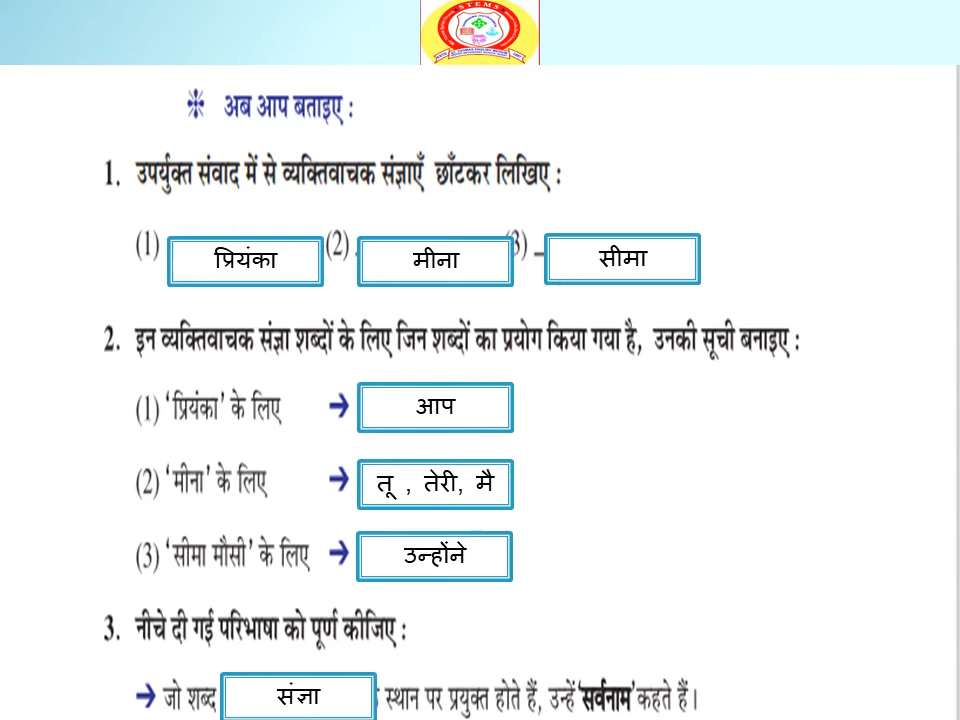 STEMS
❉ अब आप बताइए :
1. उपर्युक्त संवाद में से व्यक्तिवाचक संज्ञाएँ छाँटकर लिखिए :
(1) प्रियंका (2) मीना (3) सीमा
2. इन व्यक्तिवाचक संज्ञा शब्दों के लिए जिन शब्दों का प्रयोग किया गया है, उनकी सूची बनाइए :
(1) 'प्रियंका' के लिए → आप
(2) 'मीना' के लिए → तू , तेरी, मै
(3) 'सीमा मौसी' के लिए → उन्होंने
3. नीचे दी गई परिभाषा को पूर्ण कीजिए :
→ जो शब्द संज्ञा स्थान पर प्रयुक्त होते हैं, उन्हें 'सर्वनाम' कहते हैं।